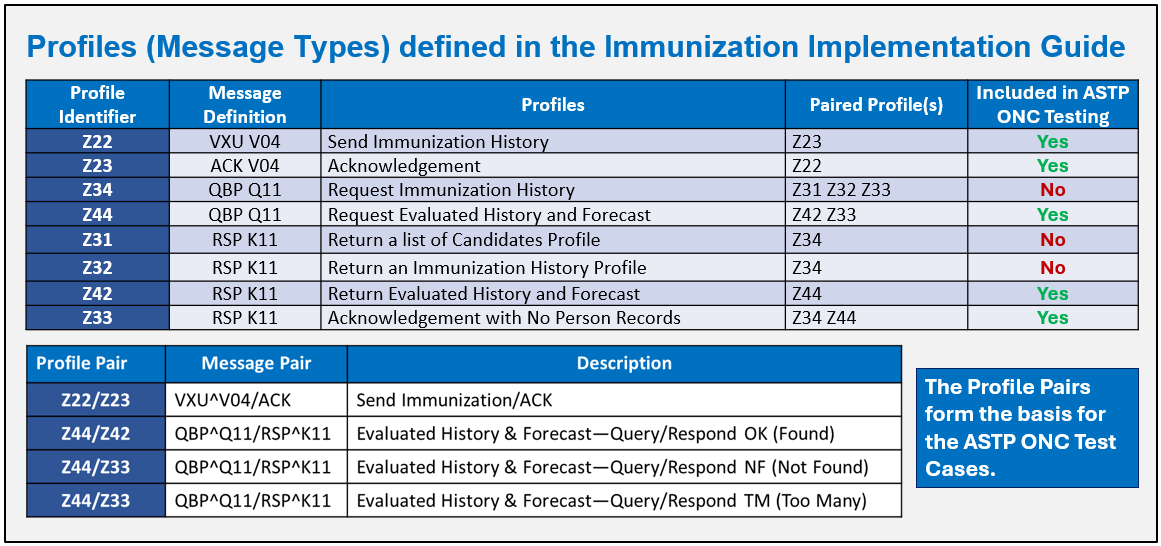 Profiles (Message Types) defined in the Immunization Implementation Guide
Profile Identifier Message Definition Profiles Paired Profile(s) Included in ASTP ONC Testing
Z22 VXU V04 Send Immunization History Z23 Yes
Z23 ACK V04 Acknowledgement Z22 Yes
Z34 QBP Q11 Request Immunization History Z31 Z32 Z33 No
Z44 QBP Q11 Request Evaluated History and Forecast Z42 Z33 Yes
Z31 RSP K11 Return a list of Candidates Profile Z34 No
Z32 RSP K11 Return an Immunization History Profile Z34 No
Z42 RSP K11 Return Evaluated History and Forecast Z44 Yes
Z33 RSP K11 Acknowledgement with No Person Records Z34 Z44 Yes
Profile Pair Message Pair Description
Z22/Z23 VXU^V04/ACK Send Immunization/ACK
Z44/Z42 QBP^Q11/RSP^K11 Evaluated History & Forecast—Query/Respond OK (Found)
Z44/Z33 QBP^Q11/RSP^K11 Evaluated History & Forecast—Query/Respond NF (Not Found)
Z44/Z33 QBP^Q11/RSP^K11 Evaluated History & Forecast—Query/Respond TM (Too Many)
The Profile Pairs
form the basis for
the ASTP ONC Test
Cases.